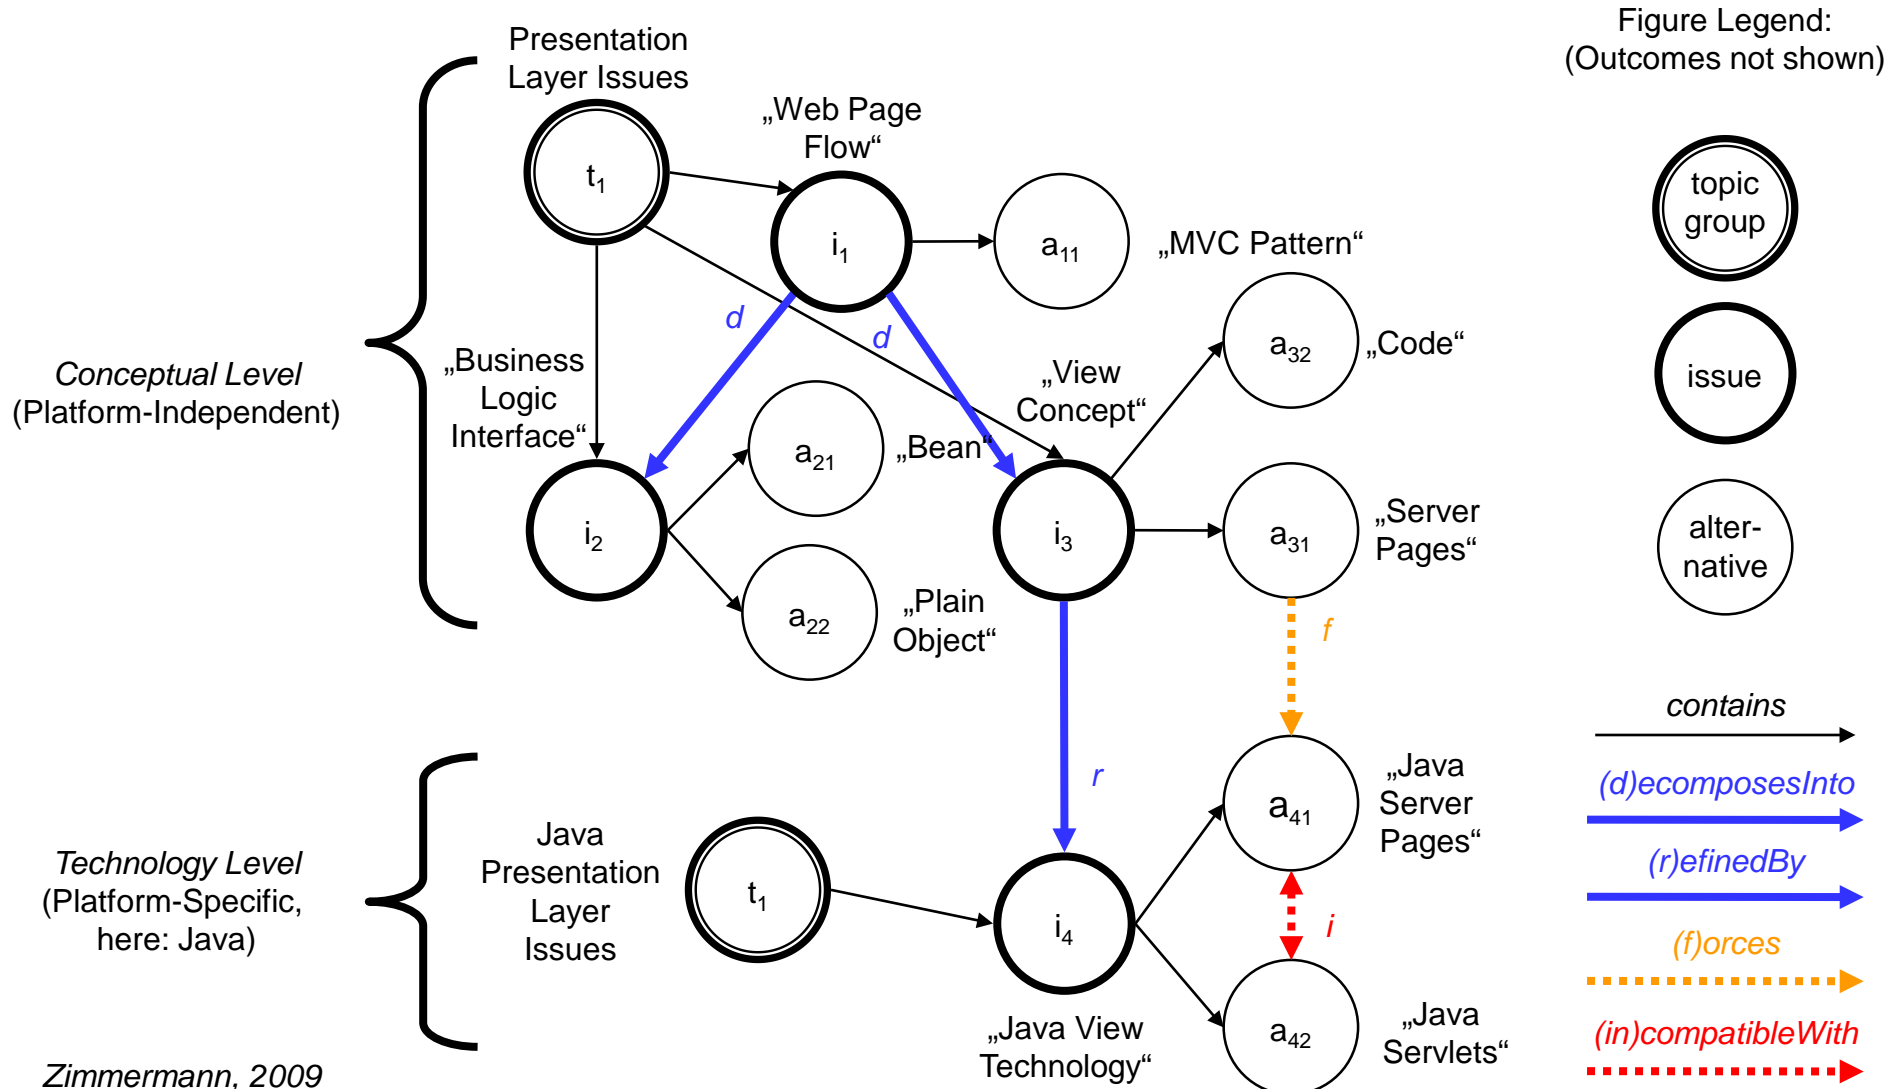 Presentation
Layer Issues
„Web Page
Flow“
t1
i1
a11
„MVC Pattern“
d
d
a32
„Code“
„Business
Logic
Interface“
„View
Concept“
a21
„Bean“
i2
i3
a31
„Server
Pages“
a22
„Plain
Object“
f
Conceptual Level
(Platform-Independent)
r
Technology Level
(Platform-Specific,
here: Java)
Java
Presentation
Layer
Issues
t1
i4
a41
„Java
Server
Pages“
i
a42
„Java
Servlets“
„Java View
Technology“
Zimmermann, 2009
Figure Legend:
(Outcomes not shown)
topic
group
issue
alter-
native
contains
(d)ecomposesInto
(r)efinedBy
(f)orces
(in)compatibleWith